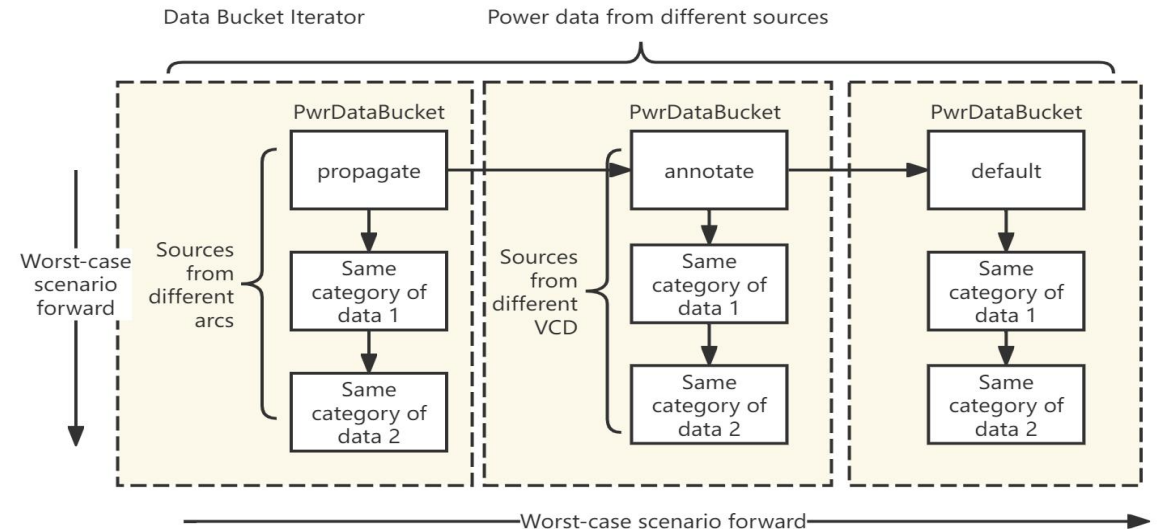 Data Bucket Iterator
Power data from different sources
PwrDataBucket
PwrDataBucket
PwrDataBucket
propagate
annotate
default
Worst-case
scenario
forward
Sources
from
different
arcs
Same
category of
data 1
Same
category of
data 2
Sources
from
different
VCD
Same
category of
data 1
Same
category of
data 2
Same
category of
data 1
Same
category of
data 2
Worst-case scenario forward